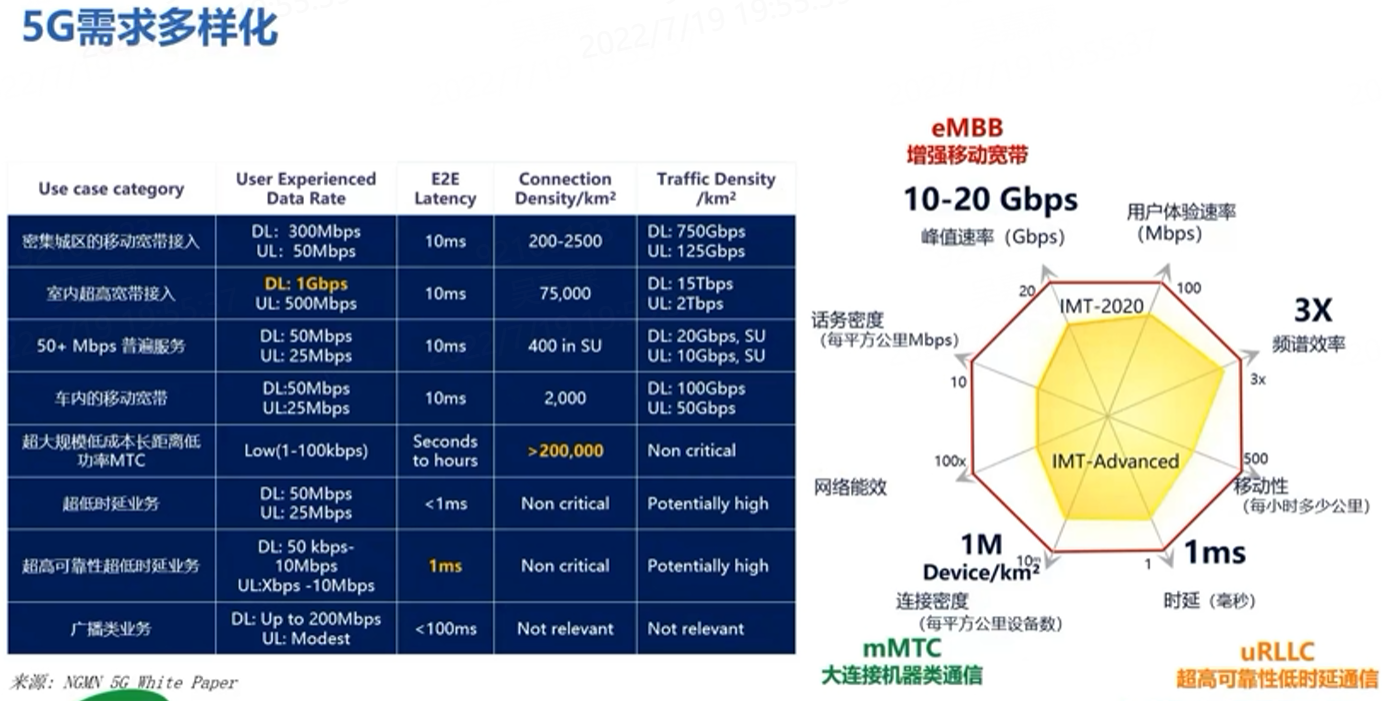 5G需求多样化
2022/7/19 19:55:3
Use case category
User Experienced
Data Rate
E2E
Latency
Connection
Density/km²
Traffic Density
/km²
密集城区的移动宽带接入
DL: 300Mbps
UL: 50Mbps
10ms
200-2500
DL: 750Gbps
UL: 125Gbps
室内超高宽带接入
DL: 1Gbps
UL: 500Mbps
10ms
75,000
DL: 15Tbps
UL: 2Tbps
50+ Mbps 普遍服务
DL: 50Mbps
UL: 25Mbps
10ms
400 in SU
DL: 20Gbps, SU
UL: 10Gbps, SU
车内的移动宽带
DL:50Mbps
UL:25Mbps
10ms
2,000
DL: 100Gbps
UL: 50Gbps
超大规模低成本长距离低
功率MTC
Low(1-100kbps)
Seconds
to hours
>200,000
Non critical
超低时延业务
DL: 50Mbps
UL: 25Mbps
<1ms
Non critical
Potentially high
超高可靠性超低时延业务
DL: 50 kbps-
10Mbps
UL:Xbps -10Mbps
1ms
Non critical
Potentially high
广播类业务
DL: Up to 200Mbps
UL: Modest
<100ms
Not relevant
Not relevant
来源: NGMN 5G White Paper
eMBB
增强移动宽带
10-20 Gbps
峰值速率（Gbps）
用户体验速率
（Mbps）
20
100
IMT-2020
话务密度
（每平方公里Mbps）
3X
频谱效率
10
3x
100x
500
IMT-Advanced
网络能效
移动性
（每小时多少公里）
1M
Device/km²
10
1
1ms
连接密度
（每平方公里设备数）
时延（毫秒）
mMTC
大连接机器类通信
uRLLC
超高可靠性低时延通信